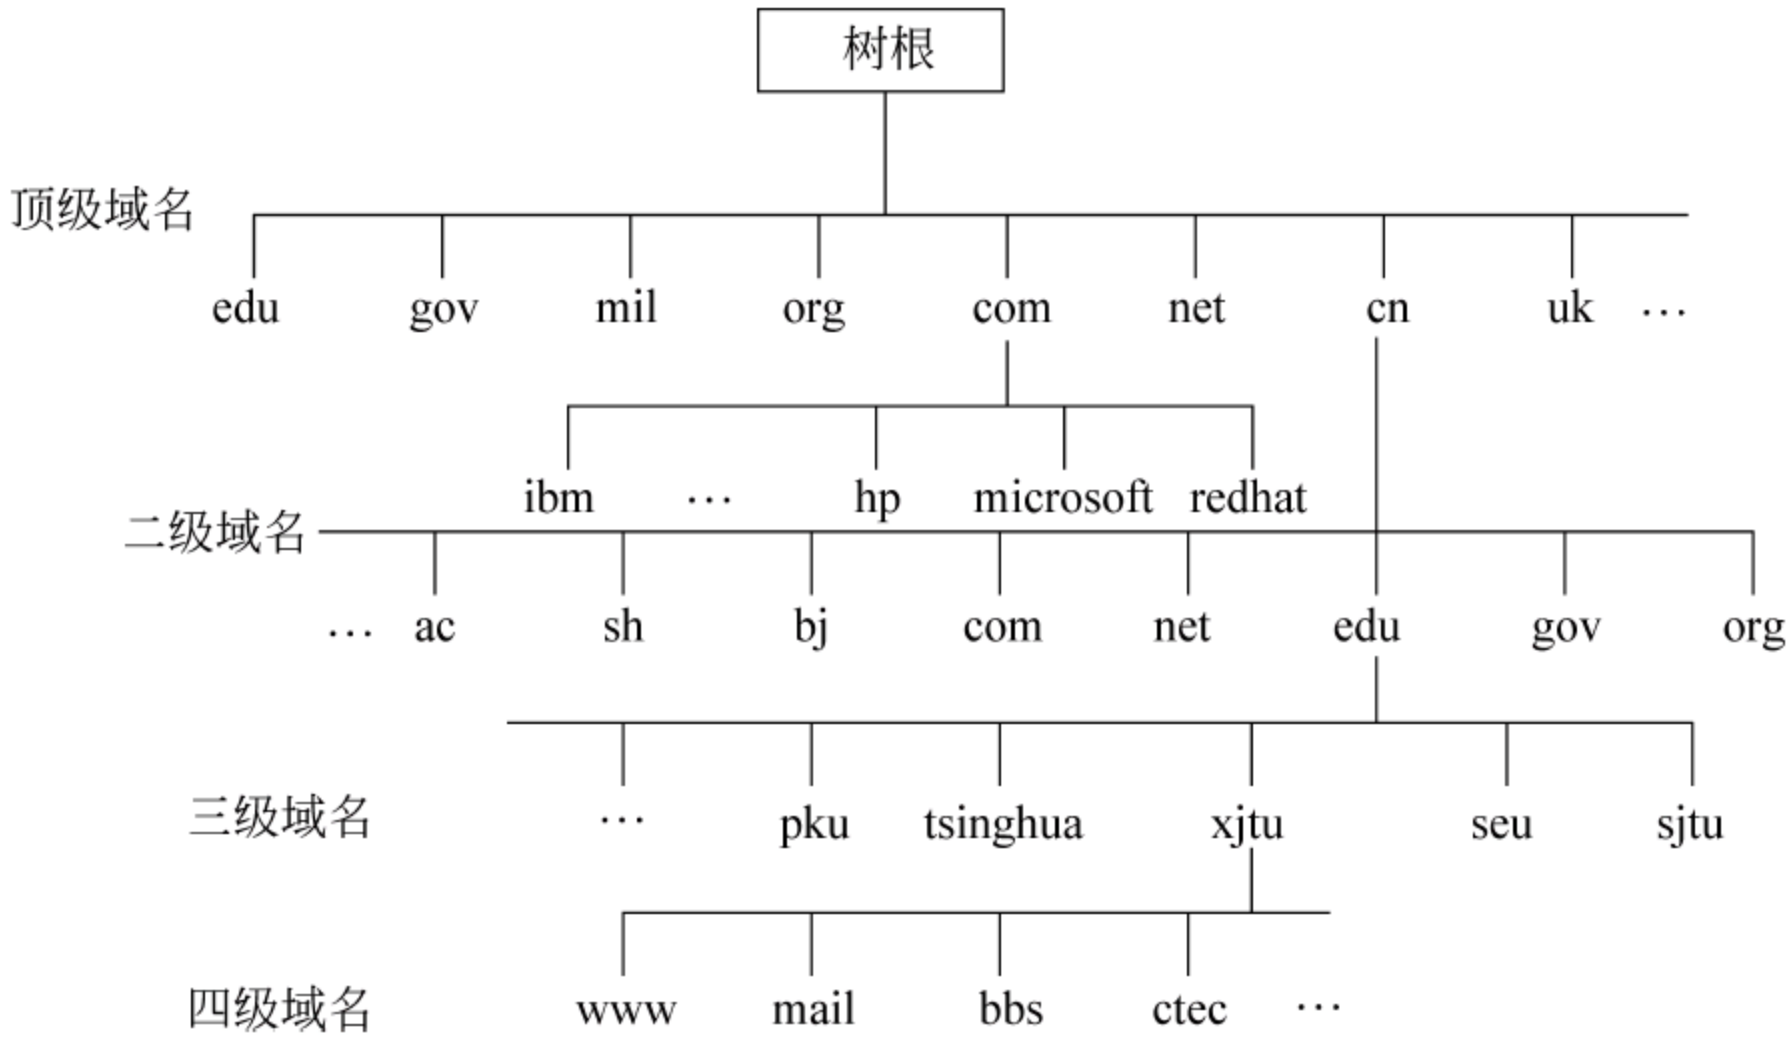 树根
顶级域名
edu gov mil org com net cn uk …
ibm … hp microsoft redhat
二级域名
… ac sh bj com net edu gov org
三级域名 … pku tsinghua xjtu seu sjtu
四级域名 www mail bbs ctec …